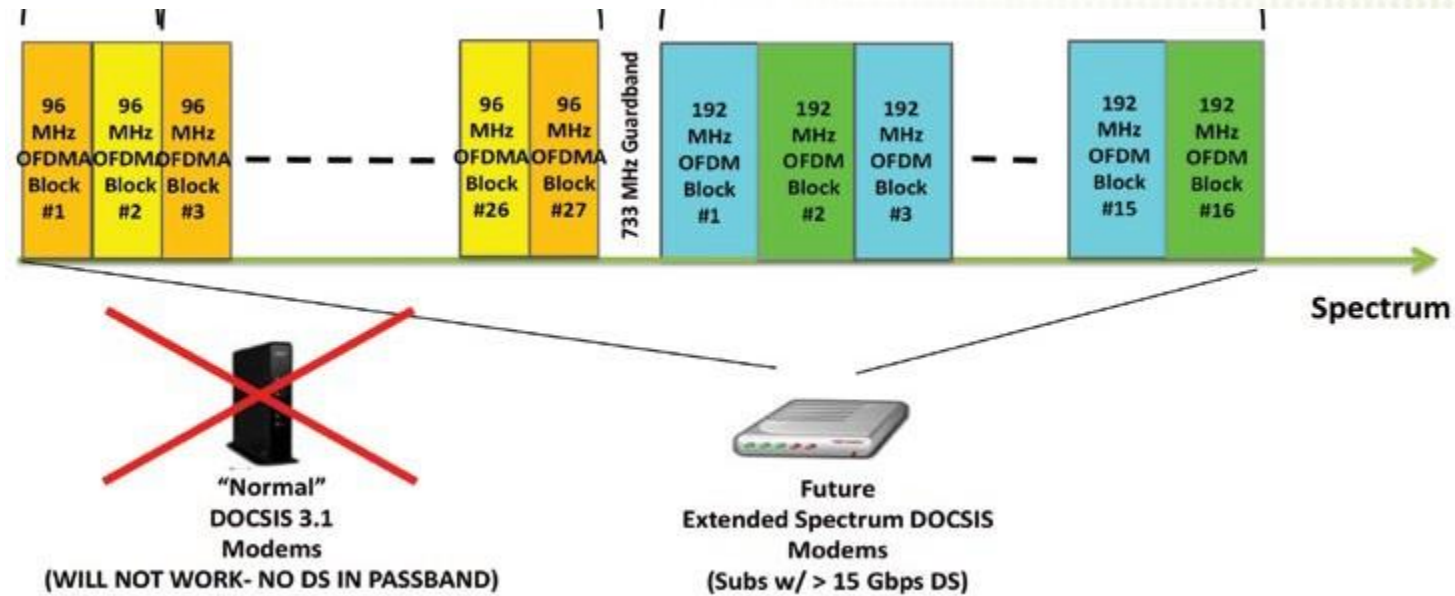 96
MHz
OFDMA
Block
#1
96
MHz
OFDMA
Block
#2
96
MHz
OFDMA
Block
#3
96
MHz
OFDMA
Block
#26
96
MHz
OFDMA
Block
#27
733 MHz Guardband
192
MHz
OFDM
Block
#1
192
MHz
OFDM
Block
#2
192
MHz
OFDM
Block
#3
192
MHz
OFDM
Block
#15
192
MHz
OFDM
Block
#16
Spectrum
“Normal”
DOCSIS 3.1
Modems
(WILL NOT WORK- NO DS IN PASSBAND)
Future
Extended Spectrum DOCSIS
Modems
(Subs w/ > 15 Gbps DS)